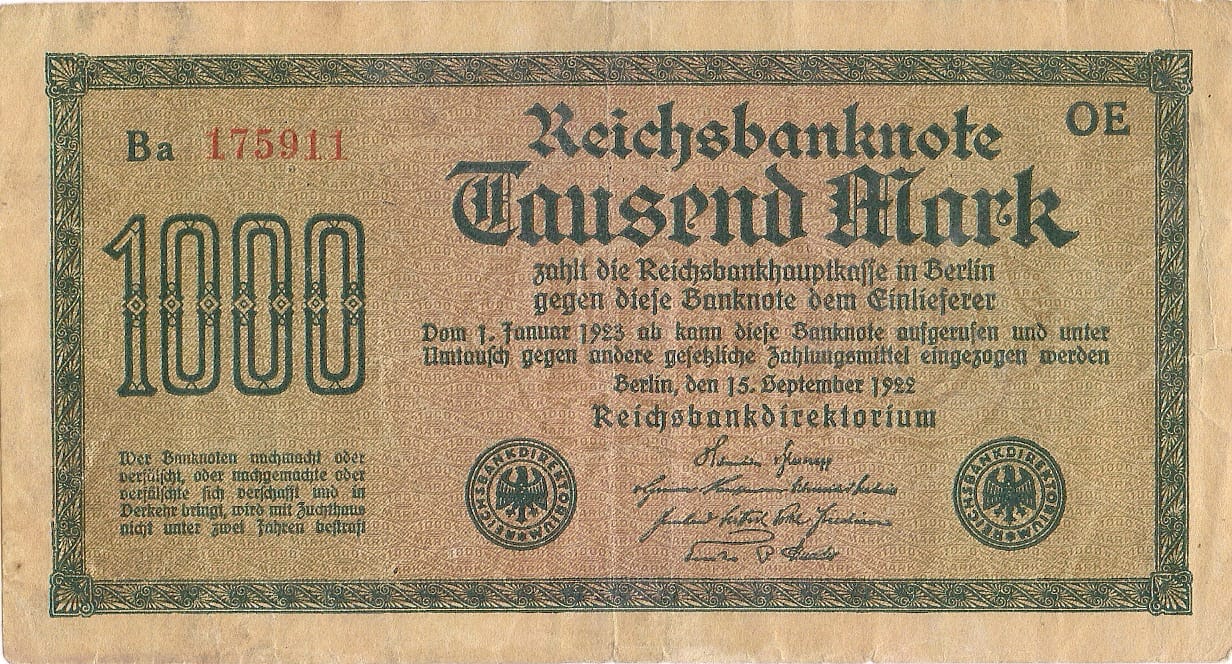 Ba 175911
OE
Reichsbanknote
Tausend Mark
1000
zahlt die Reichsbankhauptkasse in Berlin
gegen diese Banknote dem Einlieferer
Vom 1. Januar 1923 ab kann diese Banknote aufgerufen und unter
Umtausch gegen andere gesetzliche Zahlungsmittel eingezogen werden
Berlin, den 15. September 1922
Reichsbankdirektorium
Wer Banknoten nachmacht oder
verfälscht, oder nachgemachte oder
verfälschte sich verschafft und in
Verkehr bringt, wird mit Zuchthaus
nicht unter zwei Jahren bestraft
REICHSBANKDIREKTORIUM
REICHSBANKDIREKTORIUM